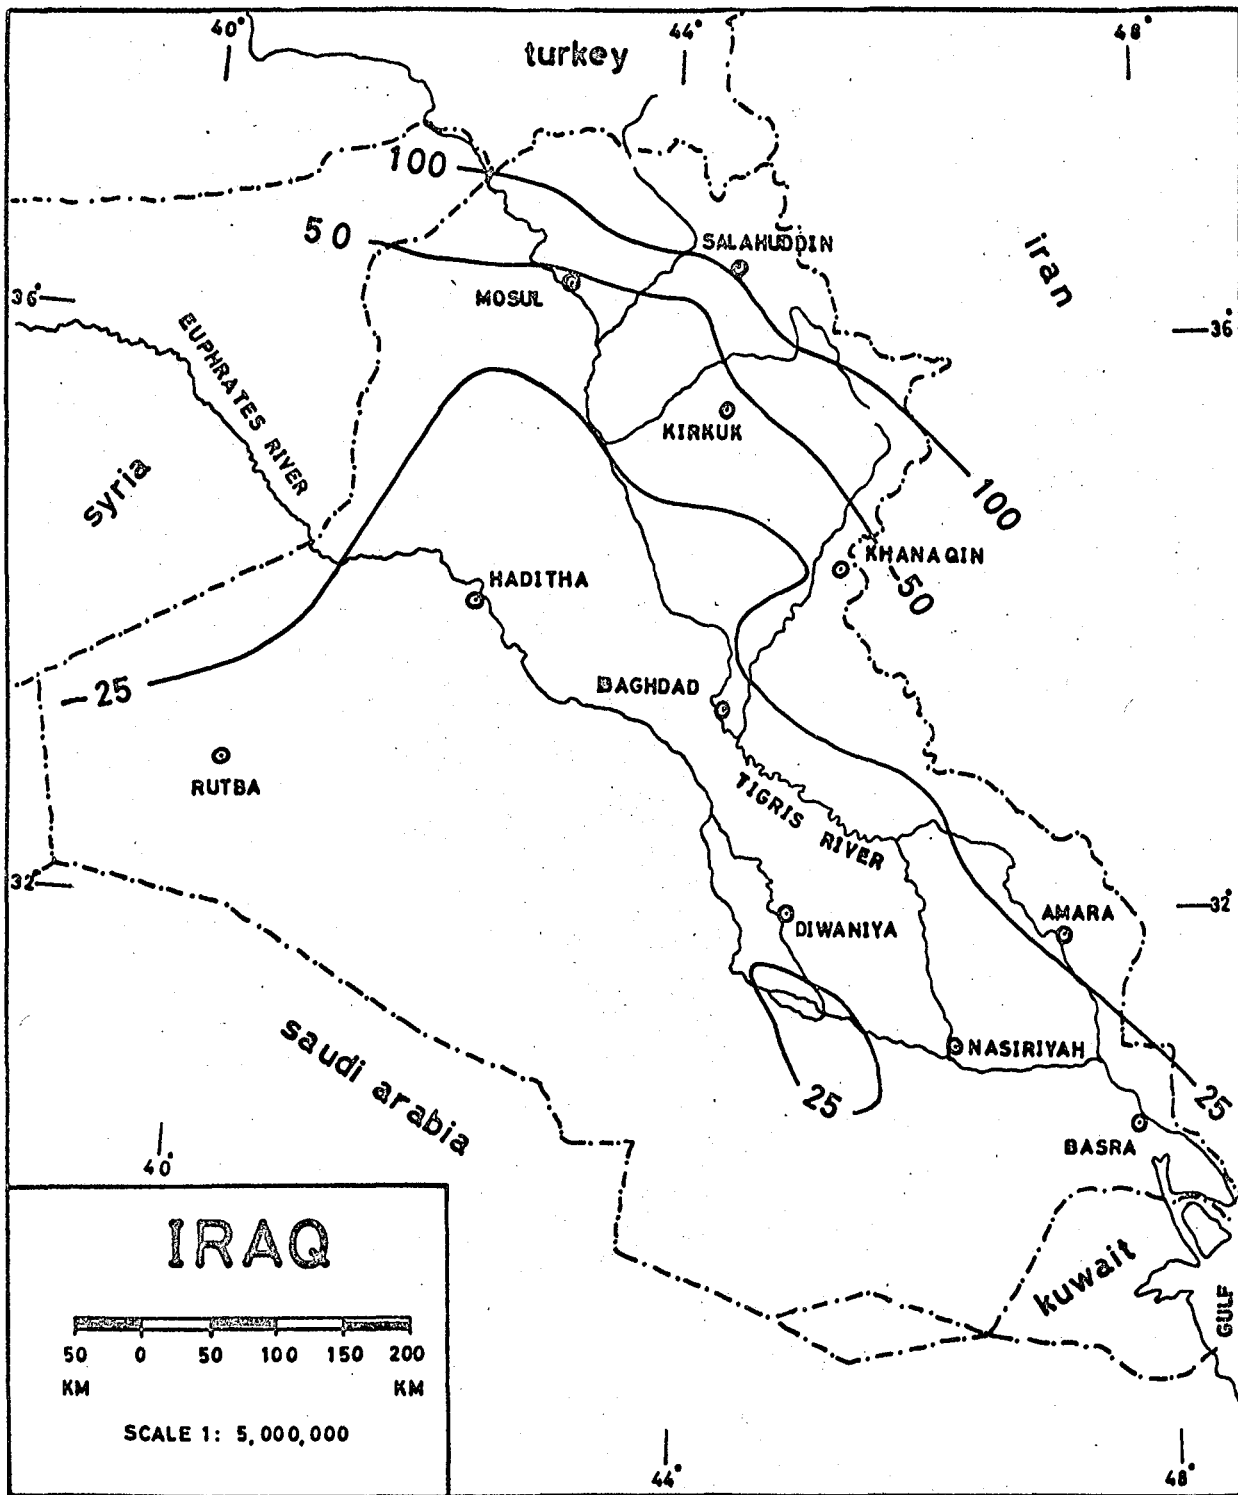 40°
44°
48°
turkey
100
50
SALAHUDDIN
iran
36°
MOSUL
36°
EUPHRATES RIVER
KIRKUK
syria
100
KHANAQIN
HADITHA
50
25
BAGHDAD
RUTBA
TIGRIS RIVER
32°
AMARA
32°
DIWANIYA
saudi arabia
NASIRIYAH
25
25
BASRA
40°
IRAQ
kuwait
GULF
50 0 50 100 150 200
KM KM
SCALE 1: 5,000,000
44°
48°